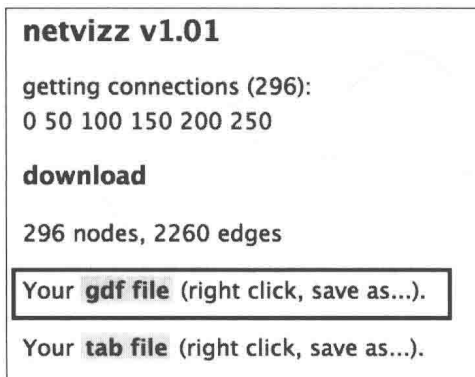 netvizz v1.01
getting connections (296):
0 50 100 150 200 250
download
296 nodes, 2260 edges
Your gdf file (right click, save as...).
Your tab file (right click, save as...).